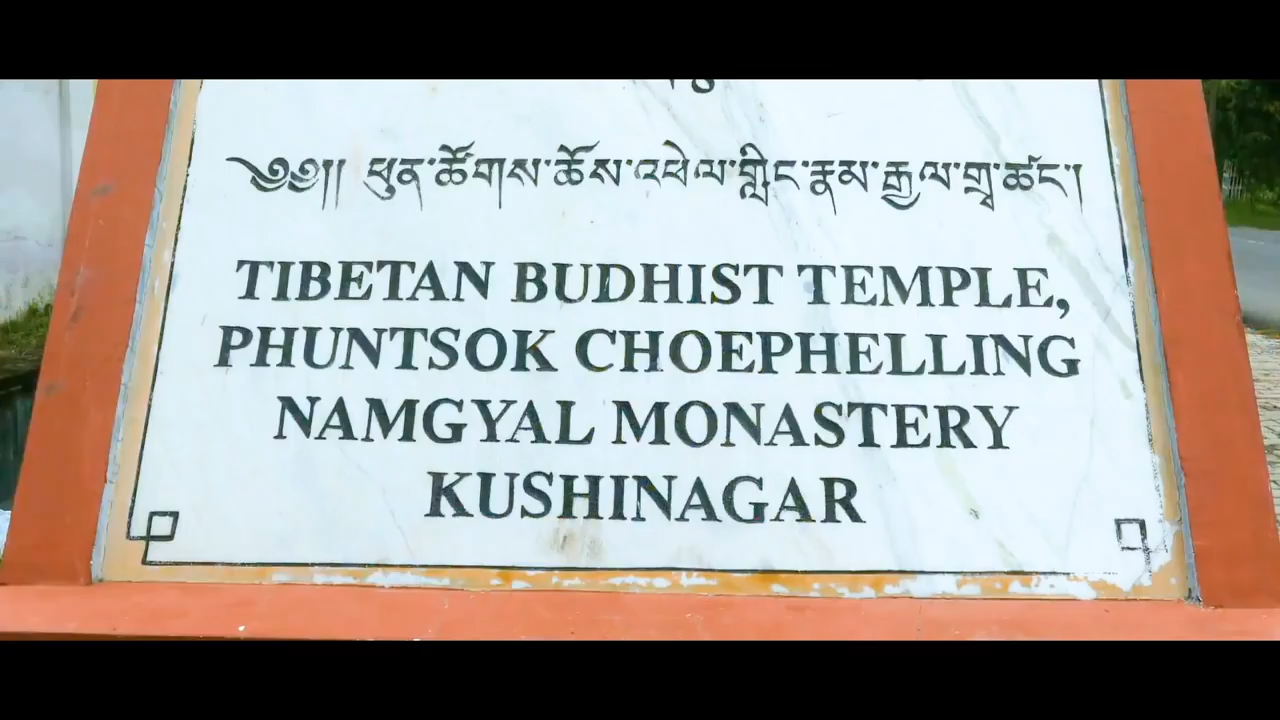 ༄༅།། ཕུན་ཚོགས་ཆོས་འཕེལ་གླིང་རྣམ་རྒྱལ་གྲྭ་ཚང་།
TIBETAN BUDHIST TEMPLE,
PHUNTSOK CHOEPHELLING
NAMGYAL MONASTERY
KUSHINAGAR